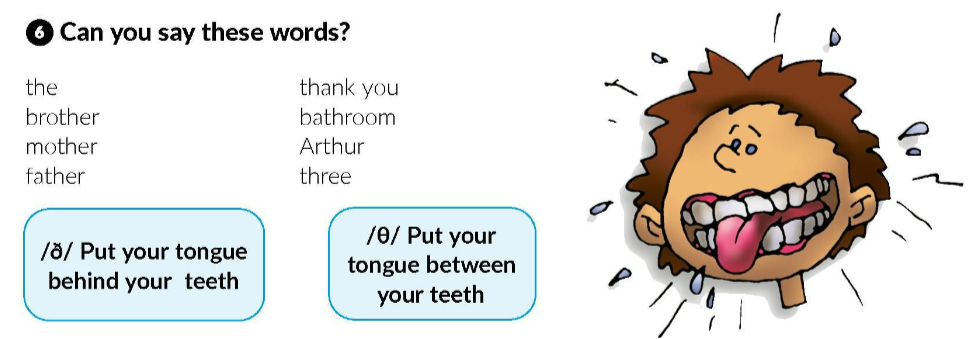 6 Can you say these words?
the
brother
mother
father
thank you
bathroom
Arthur
three
/ð/ Put your tongue
behind your teeth
/θ/ Put your
tongue between
your teeth